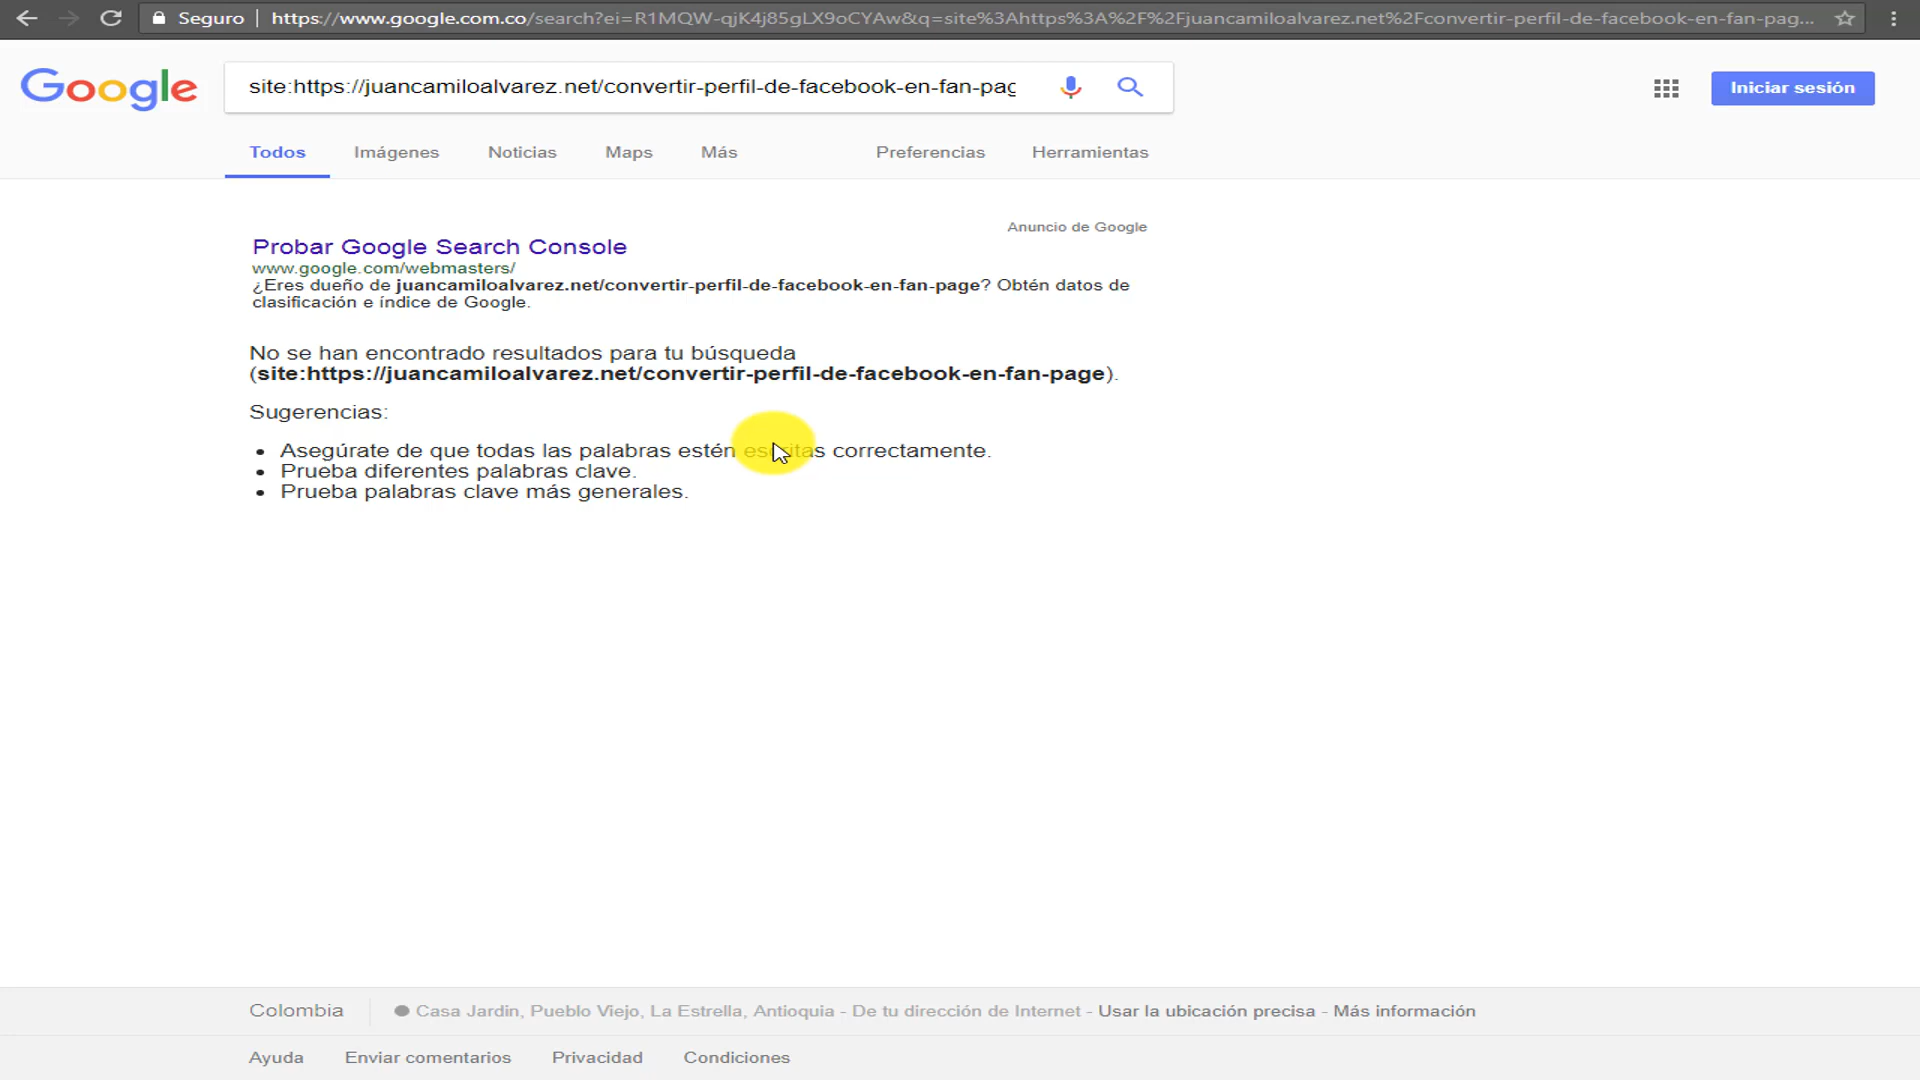 Seguro | https://www.google.com.co/search?ei=R1MQW-qjK4j85gLX9oCYAw&q=site%3Ahttps%3A%2F%2Fjuancamiloalvarez.net%2Fconvertir-perfil-de-facebook-en-fan-pag...
Google
site:https://juancamiloalvarez.net/convertir-perfil-de-facebook-en-fan-pag
Iniciar sesión
Todos Imágenes Noticias Maps Más Preferencias Herramientas
Anuncio de Google
Probar Google Search Console
www.google.com/webmasters/
¿Eres dueño de juancamiloalvarez.net/convertir-perfil-de-facebook-en-fan-page? Obtén datos de
clasificación e índice de Google.
No se han encontrado resultados para tu búsqueda
(site:https://juancamiloalvarez.net/convertir-perfil-de-facebook-en-fan-page).
Sugerencias:
Asegúrate de que todas las palabras estén escritas correctamente.
Prueba diferentes palabras clave.
Prueba palabras clave más generales.
Colombia
Casa Jardin, Pueblo Viejo, La Estrella, Antioquia - De tu dirección de Internet - Usar la ubicación precisa - Más información
Ayuda Enviar comentarios Privacidad Condiciones